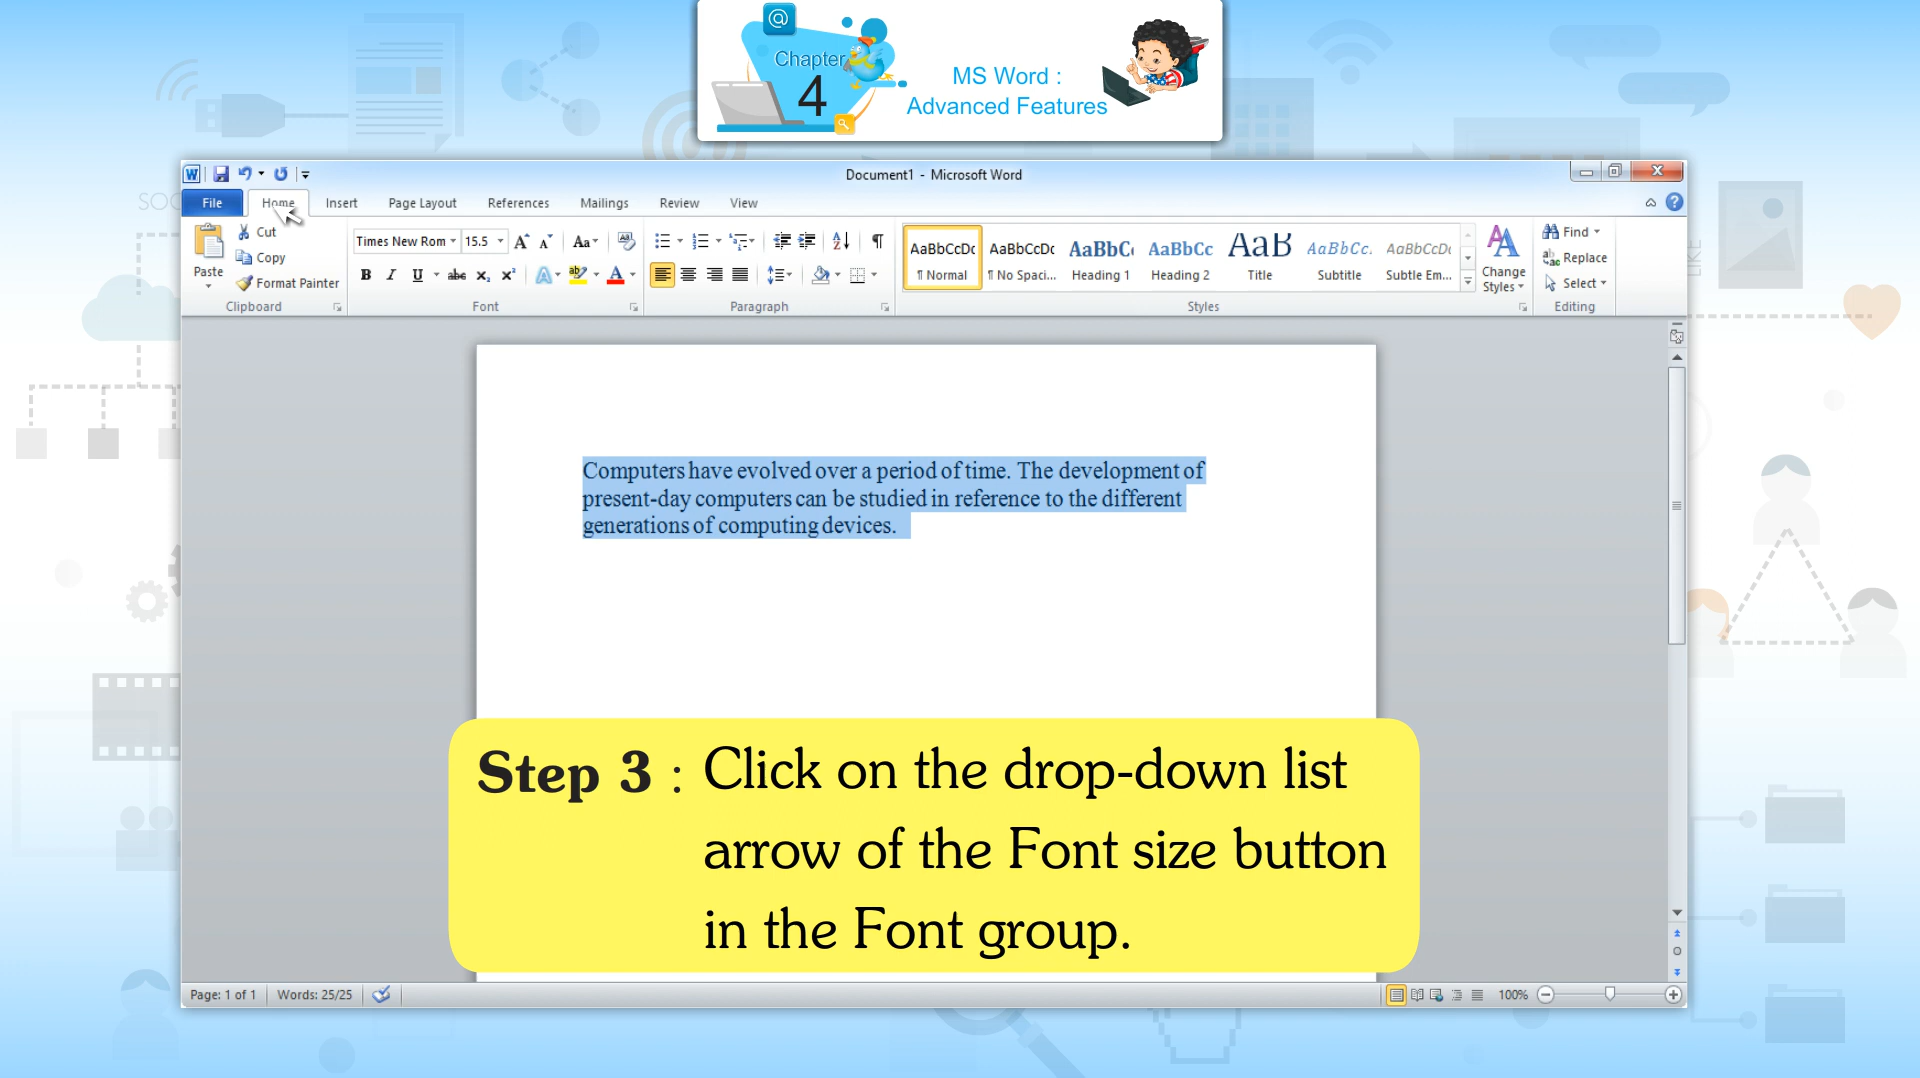 Chapter
4
MS Word :
Advanced Features
Document1 - Microsoft Word
File Home Insert Page Layout References Mailings Review View
Paste
Cut
Copy
Format Painter
Clipboard
Times New Rom 15.5
Font
Paragraph
AaBbCcDc AaBbCcDc AaBbC AaBbCc AaB AaBbCc. AaBbCcDc
¶ Normal ¶ No Spaci... Heading 1 Heading 2 Title Subtitle Subtle Em...
Styles
Change
Styles
Find
Replace
Select
Editing
Computers have evolved over a period of time. The development of
present-day computers can be studied in reference to the different
generations of computing devices.
Step 3 : Click on the drop-down list
arrow of the Font size button
in the Font group.
Page: 1 of 1 Words: 25/25 100%